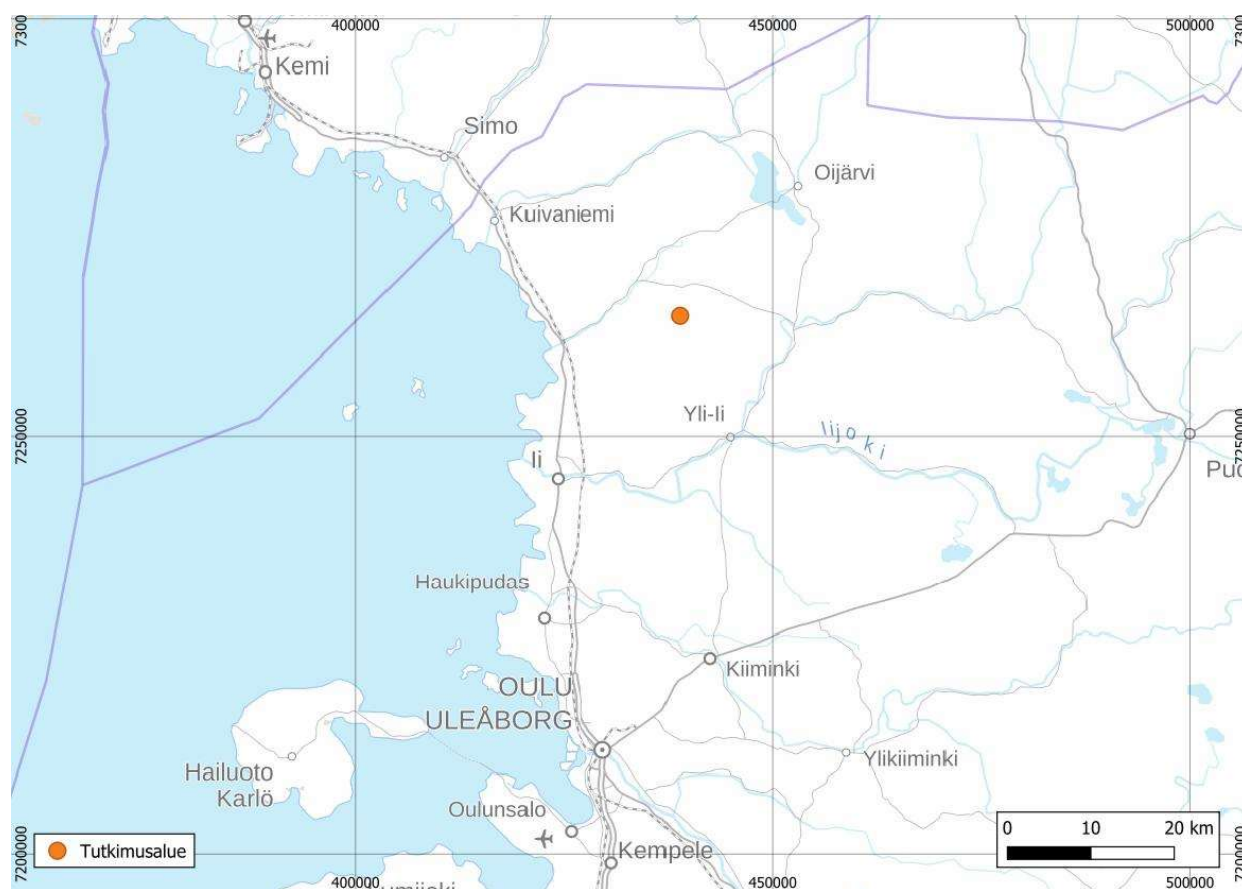 400000
450000
500000
7300
7300
Kemi
Simo
Oijärvi
Kuivaniemi
Yli-Ii
Iijoki
7250000
7250000
Ii
Puo
Haukipudas
Kiiminki
OULU
ULEÅBORG
Ylikiiminki
Hailuoto
Karlö
Oulunsalo
0 10 20 km
Tutkimusalue
Kempele
7200000
7200000
400000
450000
500000